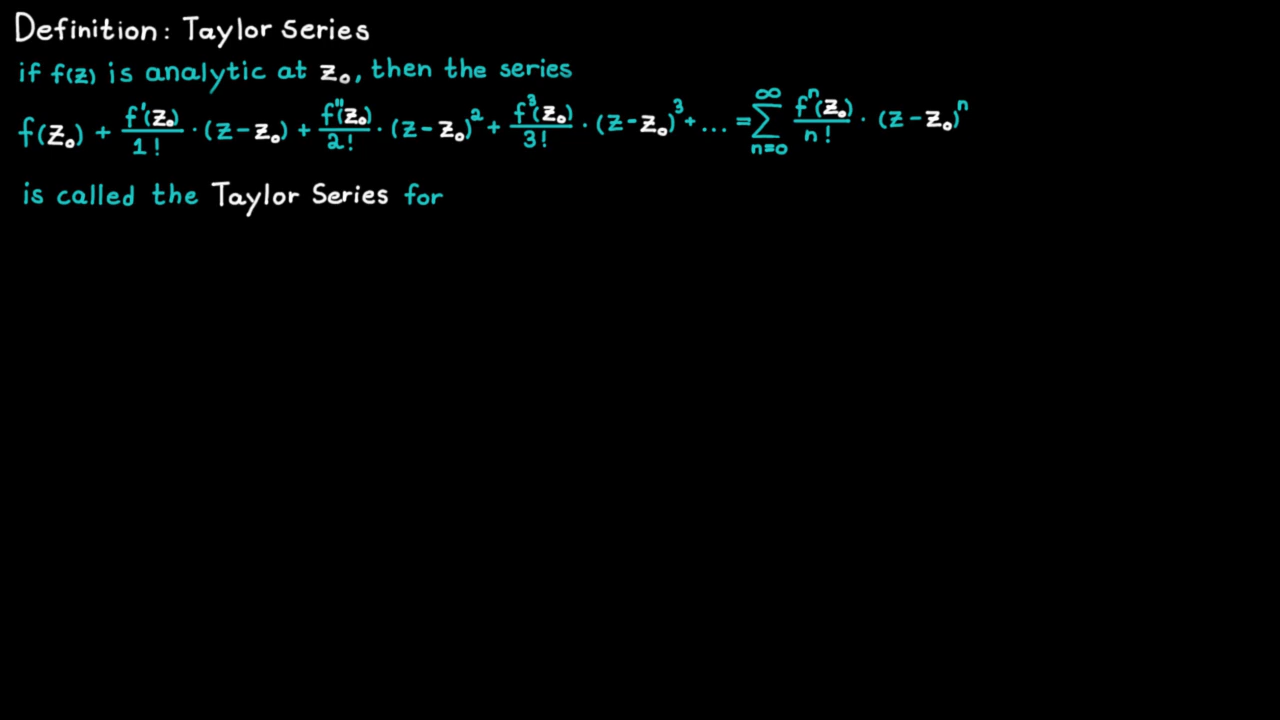 Definition: Taylor Series
if f(z) is analytic at z₀, then the series
f(z₀) + f'(z₀)/1! · (z-z₀) + f''(z₀)/2! · (z-z₀)² + f³(z₀)/3! · (z-z₀)³ + ... = ∑_{n=0}^{∞} fⁿ(z₀)/n! · (z-z₀)ⁿ
is called the Taylor Series for